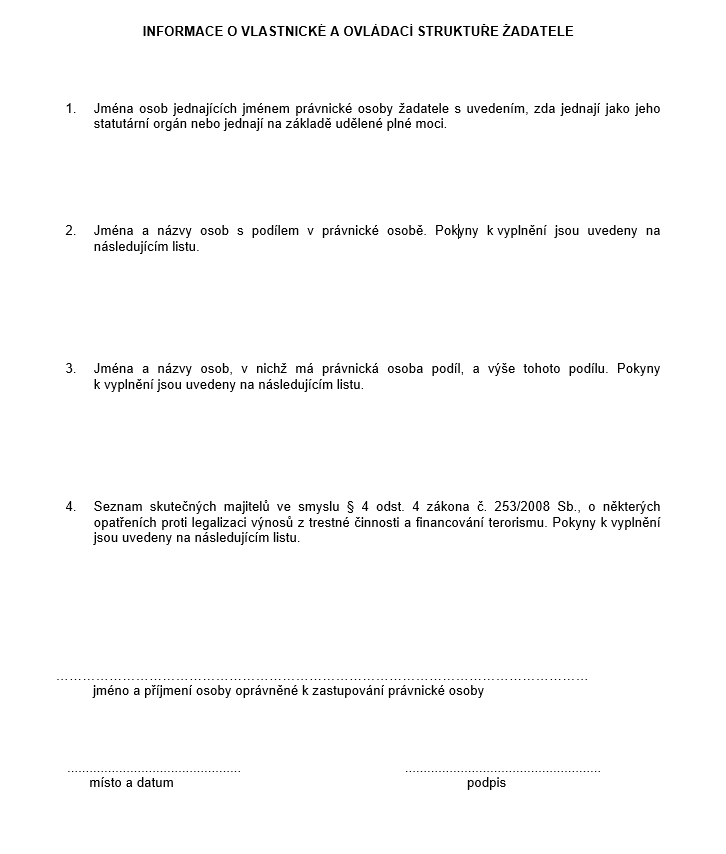 INFORMACE O VLASTNICKÉ A OVLÁDACÍ STRUKTUŘE ŽADATELE
1. Jména osob jednajících jménem právnické osoby žadatele s uvedením, zda jednají jako jeho
statutární orgán nebo jednají na základě udělené plné moci.
2. Jména a názvy osob s podílem v právnické osobě. Pokyny k vyplnění jsou uvedeny na
následujícím listu.
3. Jména a názvy osob, v nichž má právnická osoba podíl, a výše tohoto podílu. Pokyny
k vyplnění jsou uvedeny na následujícím listu.
4. Seznam skutečných majitelů ve smyslu § 4 odst. 4 zákona č. 253/2008 Sb., o některých
opatřeních proti legalizaci výnosů z trestné činnosti a financování terorismu. Pokyny k vyplnění
jsou uvedeny na následujícím listu.
……………………………………………………………………………………………
jméno a příjmení osoby oprávněné k zastupování právnické osoby
............................................... .....................................................
místo a datum podpis